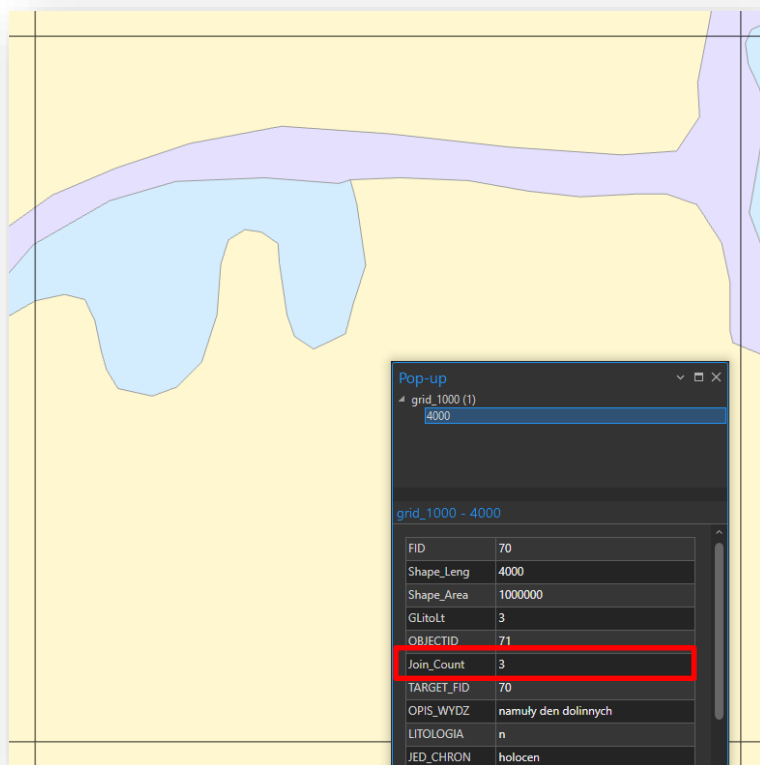 Pop-up
grid_1000 (1)
4000
grid_1000 - 4000
FID 70
Shape_Leng 4000
Shape_Area 1000000
GLitoLt 3
OBJECTID 71
Join_Count 3
TARGET_FID 70
OPIS_WYDZ namuły den dolinnych
LITOLOGIA n
JED_CHRON holocen